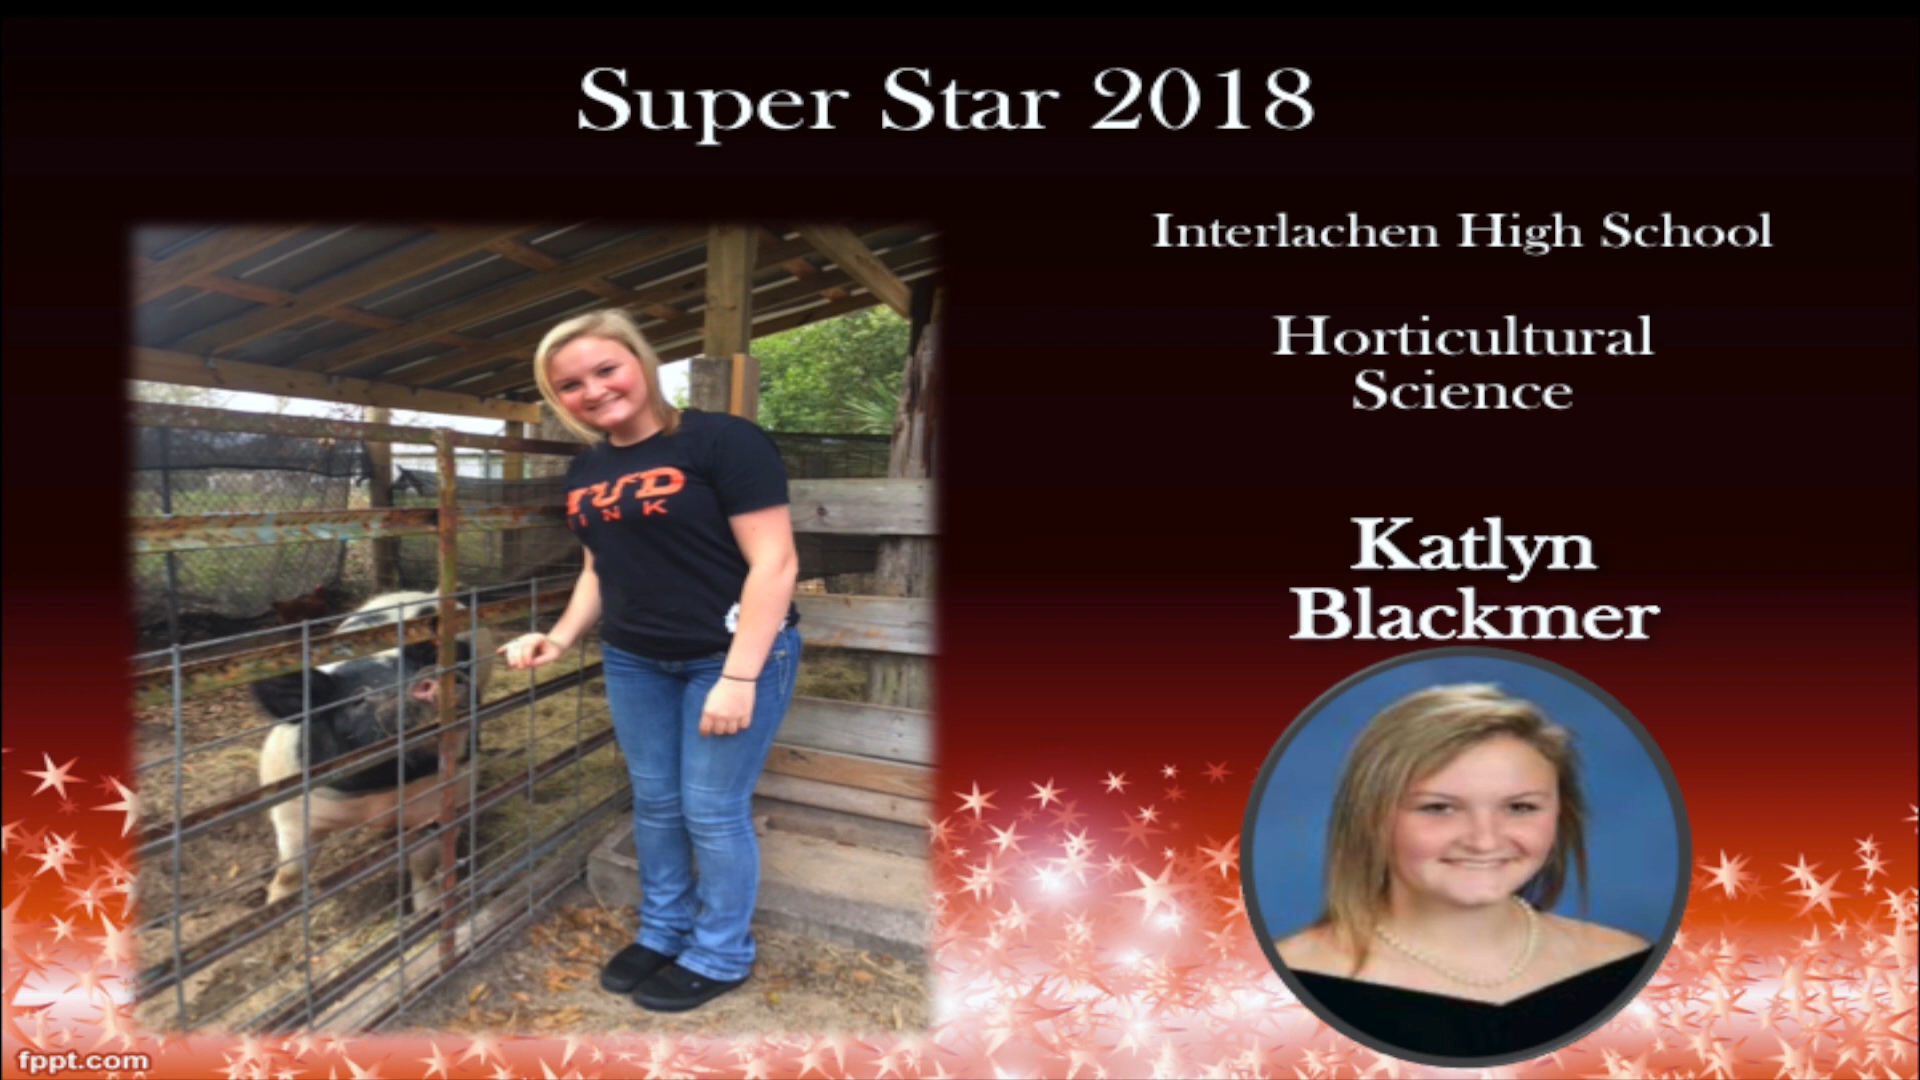 Super Star 2018
Interlachen High School
Horticultural
Science
Katlyn
Blackmer
fppt.com